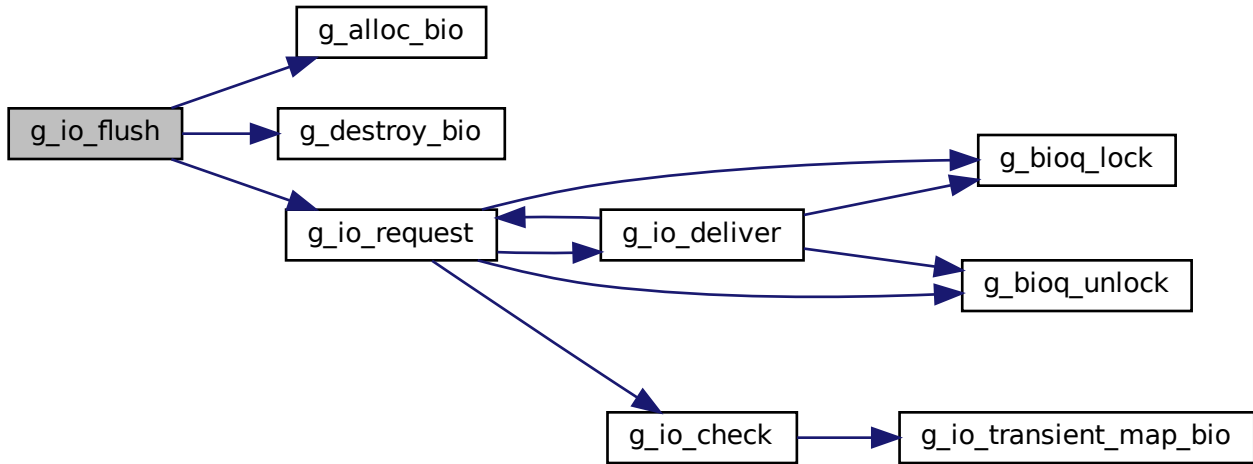 g_alloc_bio
g_io_flush
g_destroy_bio
g_bioq_lock
g_io_request
g_io_deliver
g_bioq_unlock
g_io_check
g_io_transient_map_bio